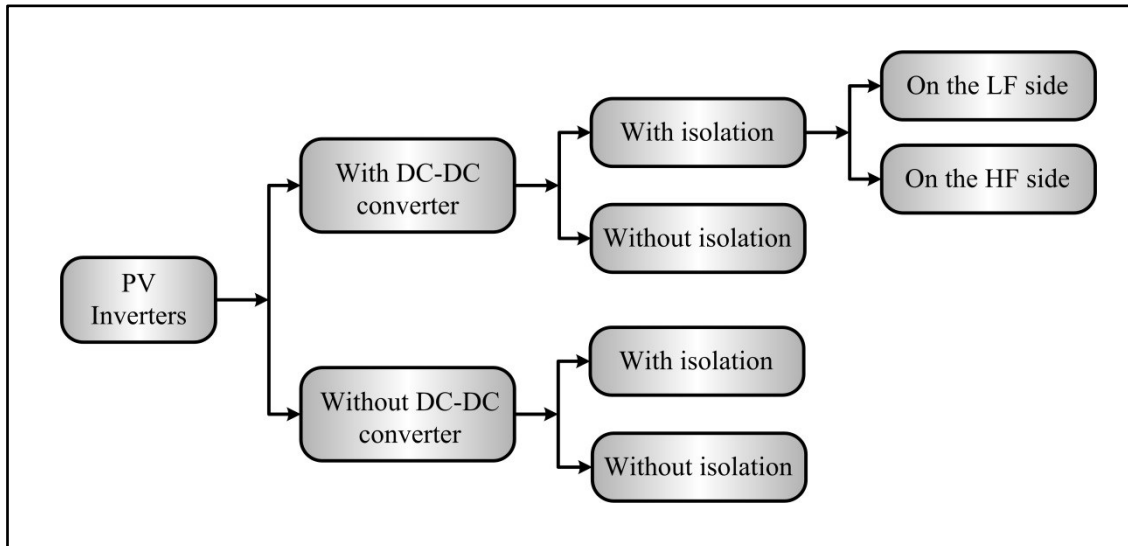 PV
Inverters
With DC-DC
converter
With isolation
On the LF side
On the HF side
Without isolation
Without DC-DC
converter
With isolation
Without isolation